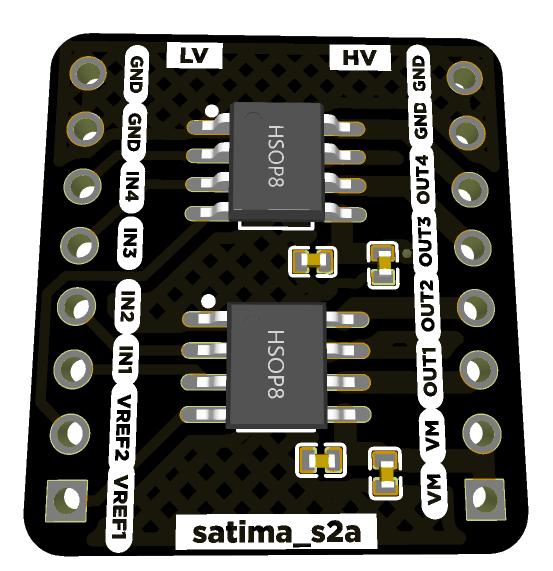 LV
HV
GND
GND
IN4
IN3
IN2
IN1
VREF2
VREF1
HSOP8
HSOP8
GND
GND
OUT4
OUT3
OUT2
OUT1
VM
VM
satima_s2a